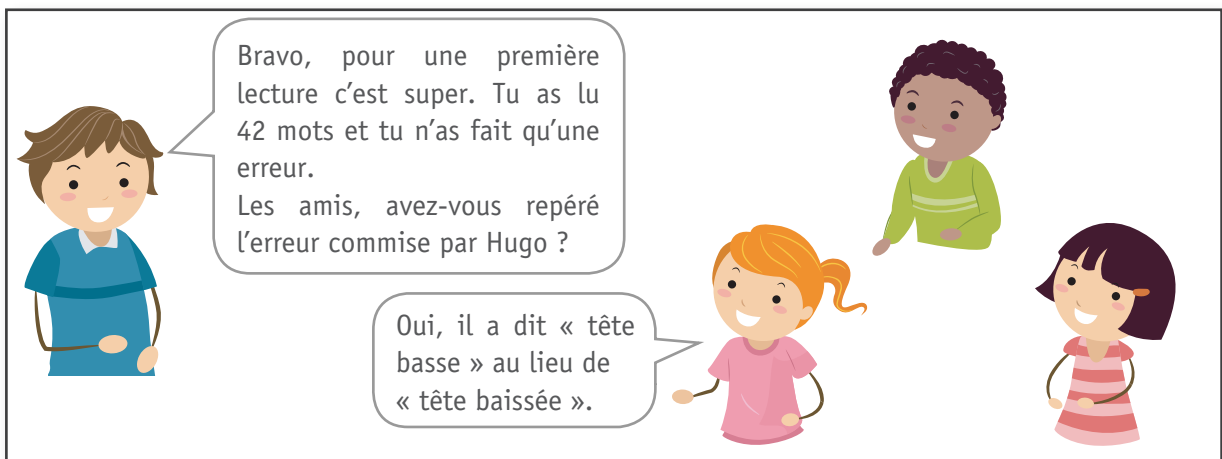 Bravo, pour une première
lecture c’est super. Tu as lu
42 mots et tu n’as fait qu’une
erreur.
Les amis, avez-vous repéré
l’erreur commise par Hugo ?
Oui, il a dit « tête
basse » au lieu de
« tête baissée ».